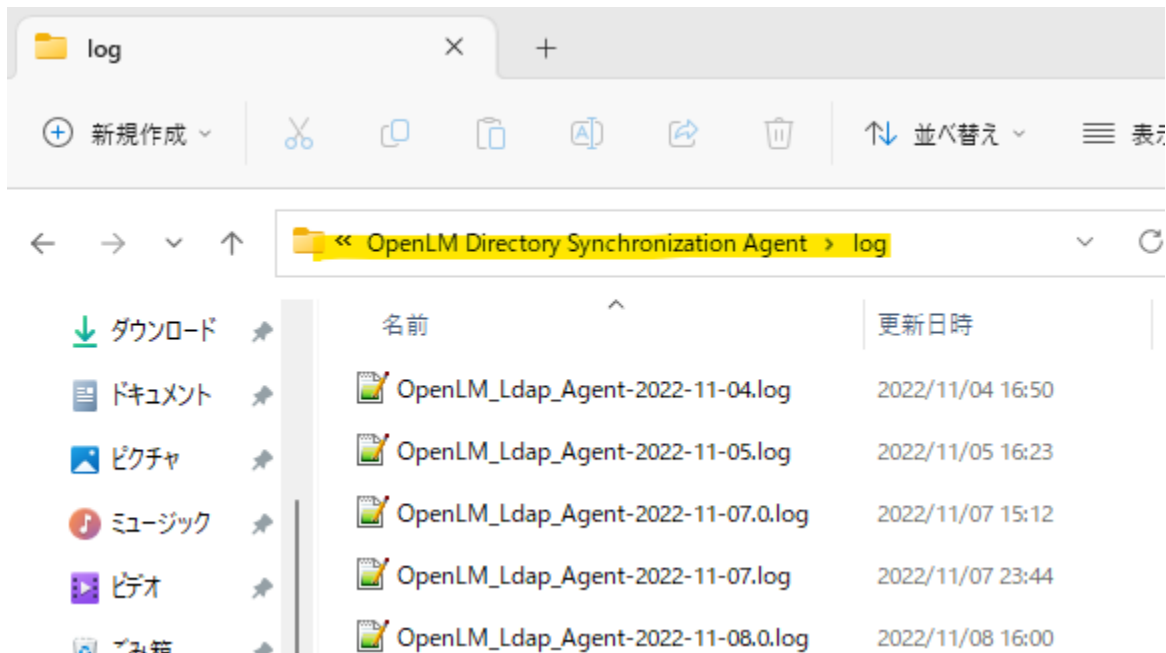 log
新規作成
並べ替え
« OpenLM Directory Synchronization Agent › log
名前 更新日時
ダウンロード
ドキュメント
ピクチャ
ミュージック
ビデオ
ごみ箱
OpenLM_Ldap_Agent-2022-11-04.log 2022/11/04 16:50
OpenLM_Ldap_Agent-2022-11-05.log 2022/11/05 16:23
OpenLM_Ldap_Agent-2022-11-07.0.log 2022/11/07 15:12
OpenLM_Ldap_Agent-2022-11-07.log 2022/11/07 23:44
OpenLM_Ldap_Agent-2022-11-08.0.log 2022/11/08 16:00